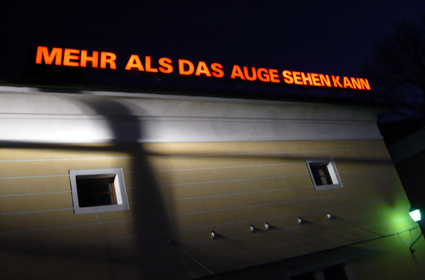 MEHR ALS DAS AUGE SEHEN KANN